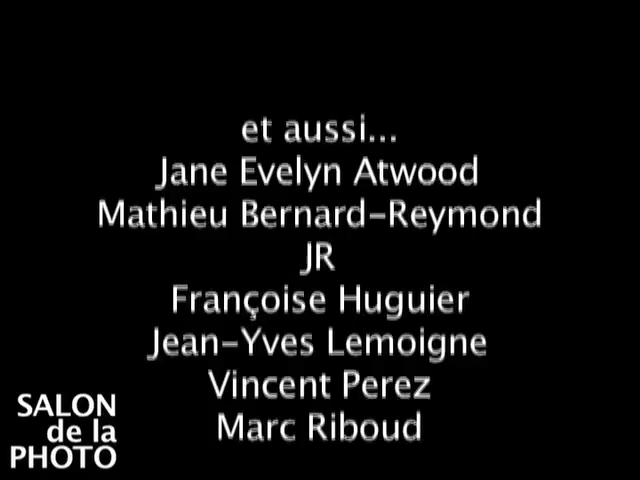 et aussi...
Jane Evelyn Atwood
Mathieu Bernard-Reymond
JR
Françoise Huguier
Jean-Yves Lemoigne
Vincent Perez
Marc Riboud
SALON
de la
PHOTO